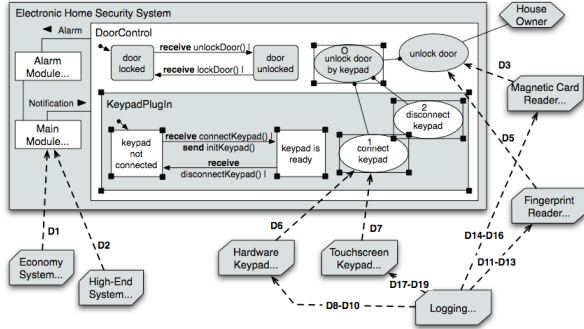 Electronic Home Security System
House
Owner
Alarm
DoorControl
door
locked
receive unlockDoor() |
receive lockDoor() |
door
unlocked
O
unlock door
by keypad
unlock door
D3
Alarm
Module...
Magnetic Card
Reader...
Notification
KeypadPlugIn
2
disconnect
keypad
D5
Main
Module...
keypad
not
connected
receive connectKeypad() |
send initKeypad()
receive
disconnectKeypad() |
keypad is
ready
1
connect
keypad
Fingerprint
Reader...
D1
D2
D6
D7
D14-D16
D11-D13
Economy
System...
High-End
System...
Hardware
Keypad...
Touchscreen
Keypad...
D17-D19
D8-D10
Logging...